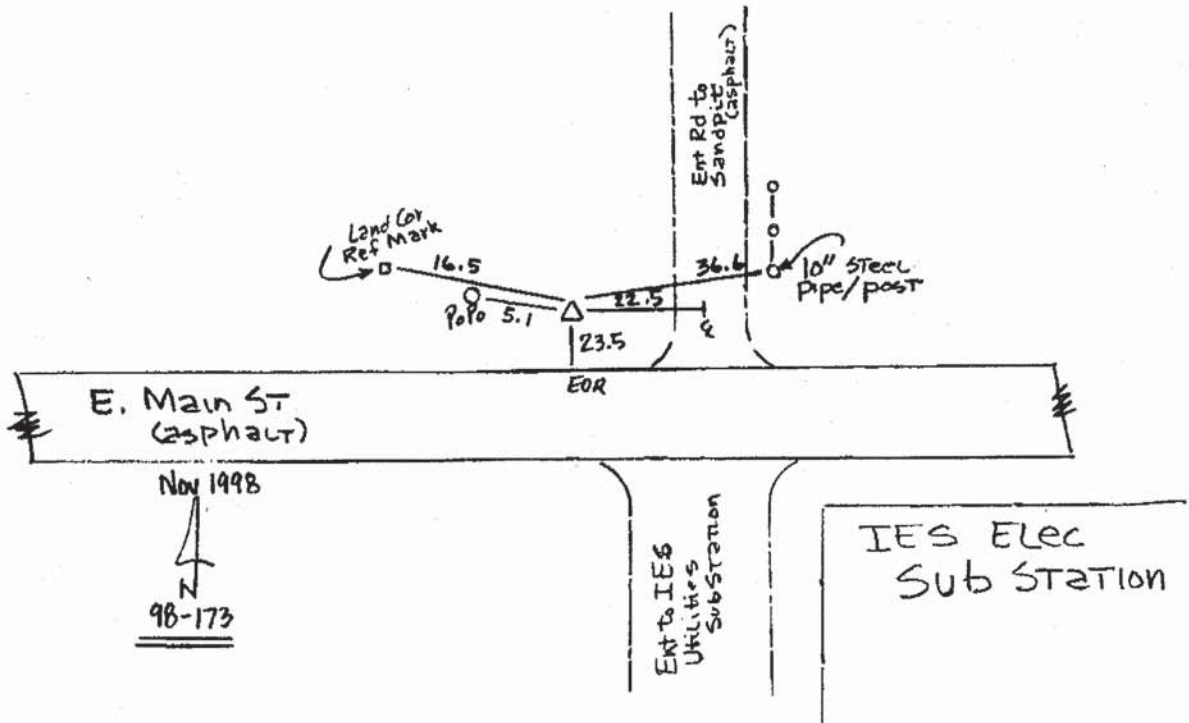 Ent Rd to
Sandpit
(asphalt)
Land Cor
Ref Mark
16.5
36.6
10" Steel
Pipe/post
PoPo
5.1
22.5
℄
23.5
EOR
E. Main ST
(asphalt)
Nov 1998
N
98-173
Ent to IES
Utilities
SubStation
IES Elec
Sub Station